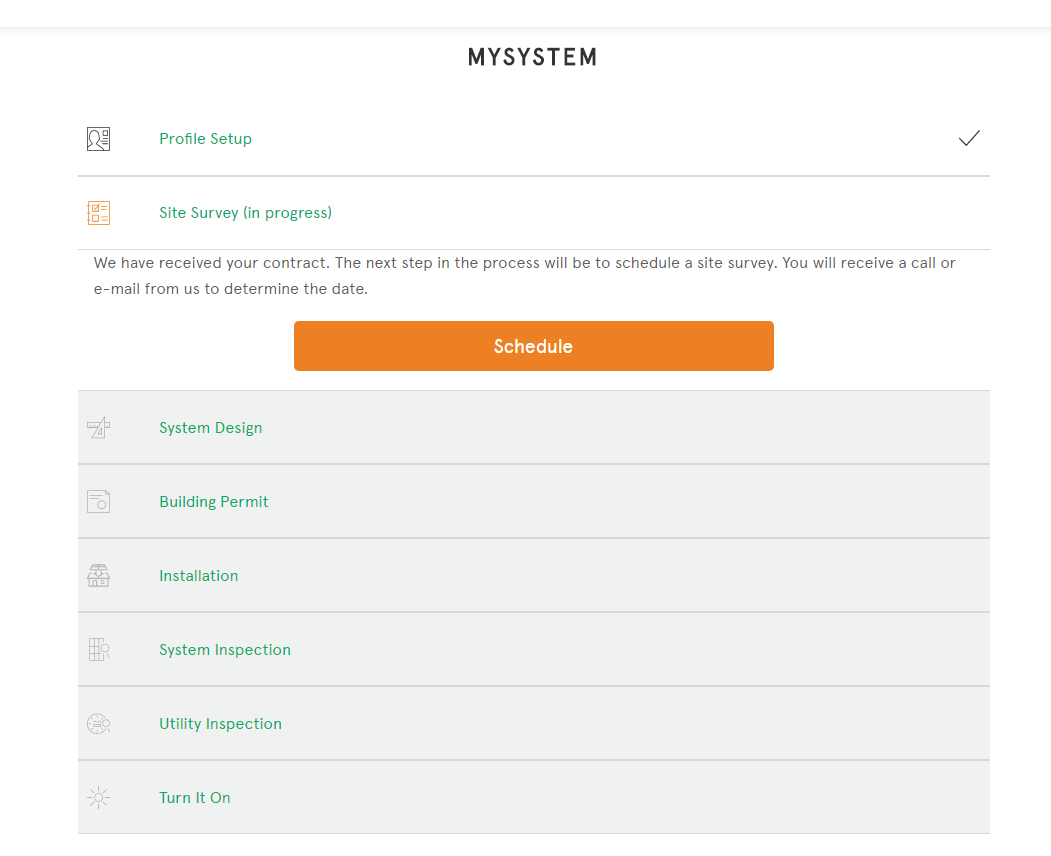 MYSYSTEM
Profile Setup
Site Survey (in progress)
We have received your contract. The next step in the process will be to schedule a site survey. You will receive a call or
e-mail from us to determine the date.
Schedule
System Design
Building Permit
Installation
System Inspection
Utility Inspection
Turn It On